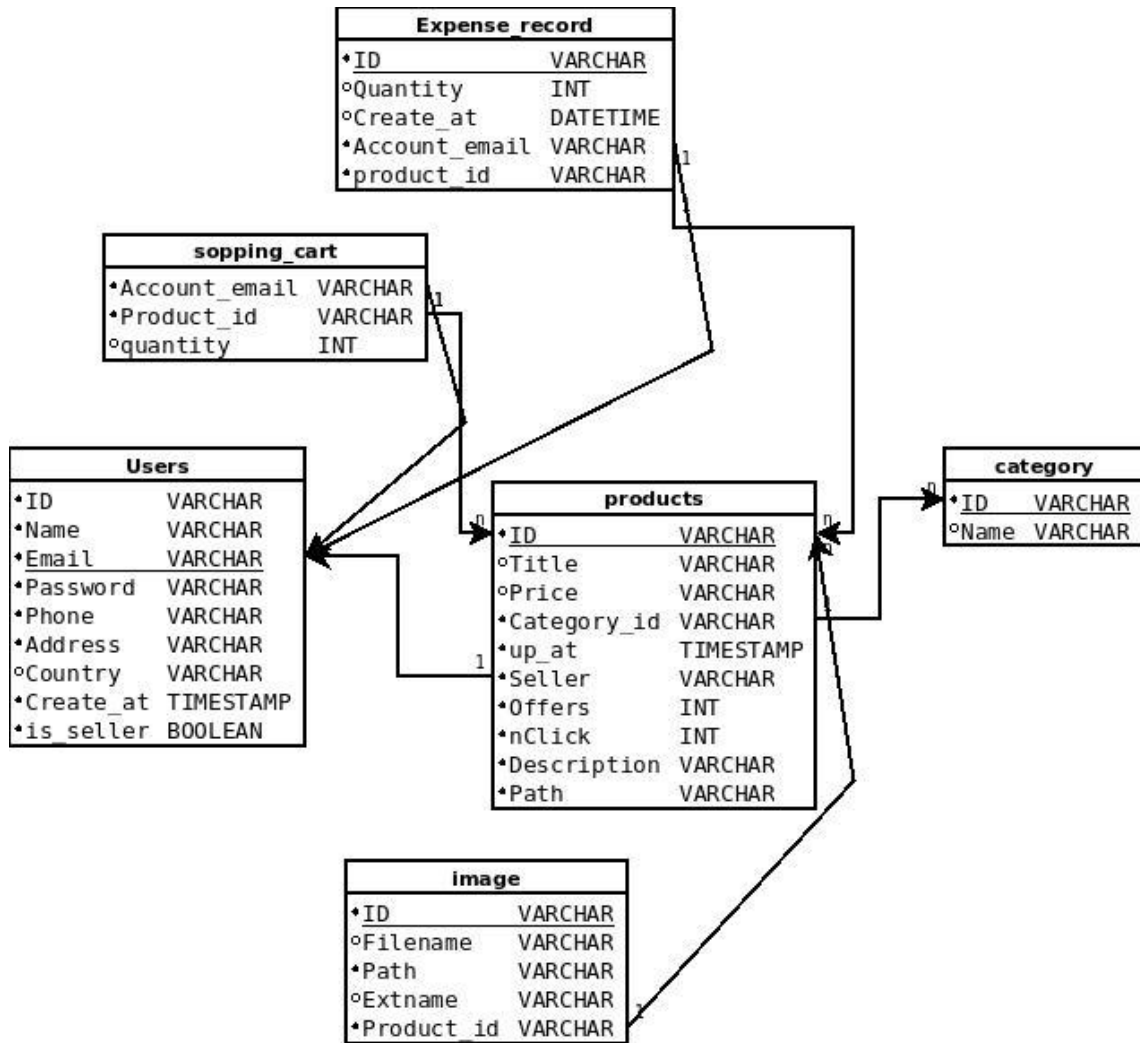 Expense_record
ID VARCHAR
Quantity INT
Create_at DATETIME
Account_email VARCHAR
product_id VARCHAR
1
sopping_cart
Account_email VARCHAR
Product_id VARCHAR
quantity INT
1
Users
ID VARCHAR
Name VARCHAR
Email VARCHAR
Password VARCHAR
Phone VARCHAR
Address VARCHAR
Country VARCHAR
Create_at TIMESTAMP
is_seller BOOLEAN
1
n
products
ID VARCHAR
Title VARCHAR
Price VARCHAR
Category_id VARCHAR
up_at TIMESTAMP
Seller VARCHAR
Offers INT
nClick INT
Description VARCHAR
Path VARCHAR
n
n
category
ID VARCHAR
Name VARCHAR
image
ID VARCHAR
Filename VARCHAR
Path VARCHAR
Extname VARCHAR
Product_id VARCHAR
1